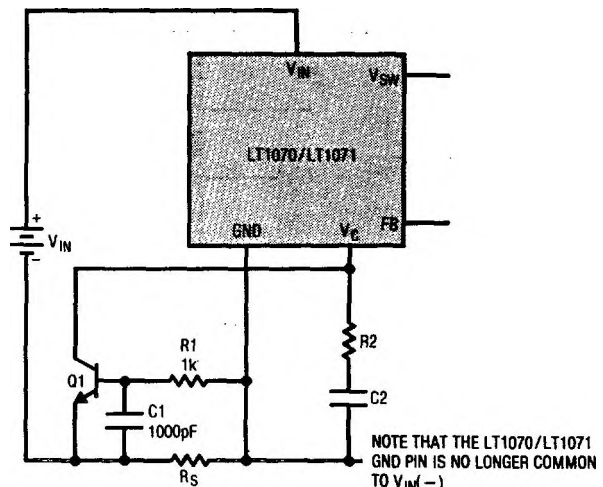 V_IN
V_SW
LT1070/LT1071
GND
V_C
FB
+
V_IN
−
R1
1k
R2
Q1
C1
1000pF
C2
R_S
NOTE THAT THE LT1070/LT1071
GND PIN IS NO LONGER COMMON
TO V_IN(−)